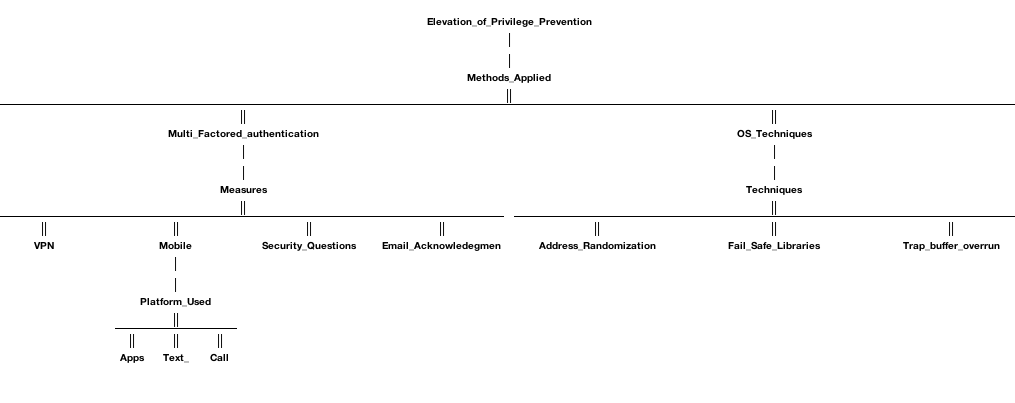 Elevation_of_Privilege_Prevention
Methods_Applied
Multi_Factored_authentication OS_Techniques
Measures Techniques
VPN Mobile Security_Questions Email_Acknowledegmen Address_Randomization Fail_Safe_Libraries Trap_buffer_overrun
Platform_Used
Apps Text_ Call